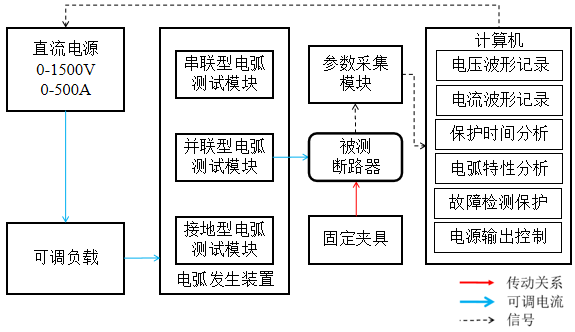 直流电源
0-1500V
0-500A
可调负载
串联型电弧
测试模块
并联型电弧
测试模块
接地型电弧
测试模块
电弧发生装置
参数采集
模块
被测
断路器
固定夹具
计算机
电压波形记录
电流波形记录
保护时间分析
电弧特性分析
故障检测保护
电源输出控制
传动关系
可调电流
信号